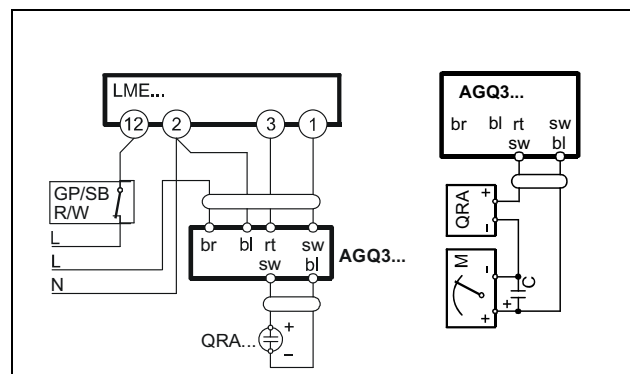 LME...
12 2 3 1
GP/SB
R/W
L
L
N
br bl rt sw
sw bl
AGQ3...
QRA...
+
-
AGQ3...
br bl rt sw
sw bl
QRA
+
-
M
-
+
+
C